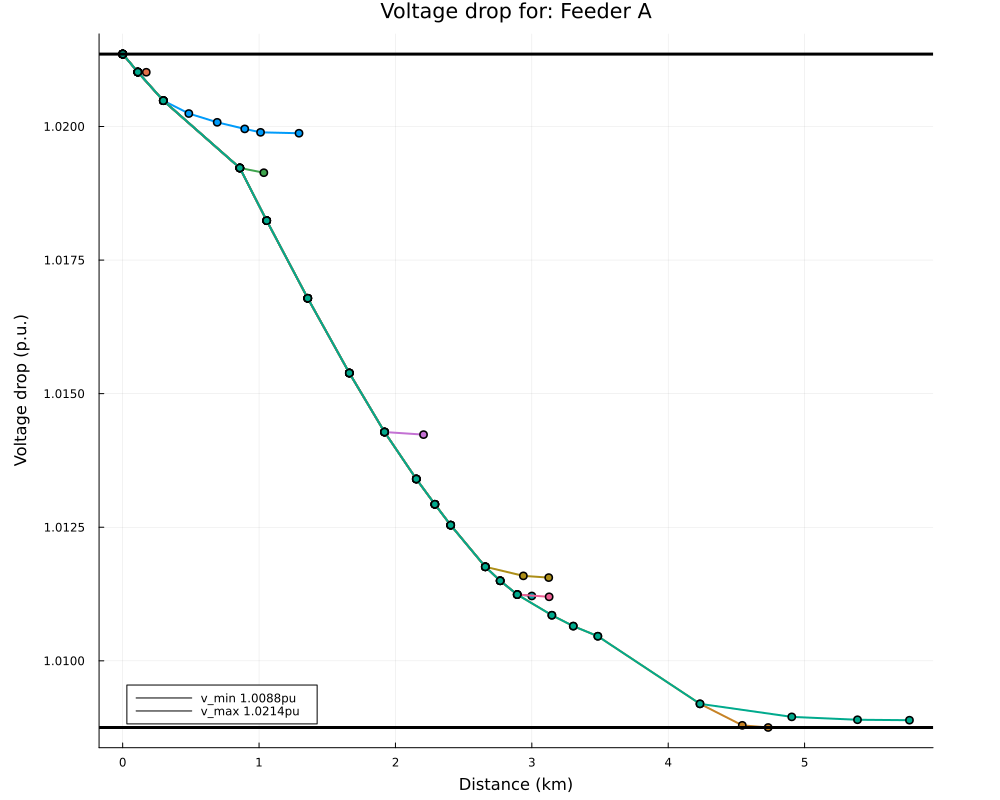 Voltage drop for: Feeder A
Voltage drop (p.u.)
1.0200
1.0175
1.0150
1.0125
1.0100
v_min 1.0088pu
v_max 1.0214pu
0 1 2 3 4 5
Distance (km)